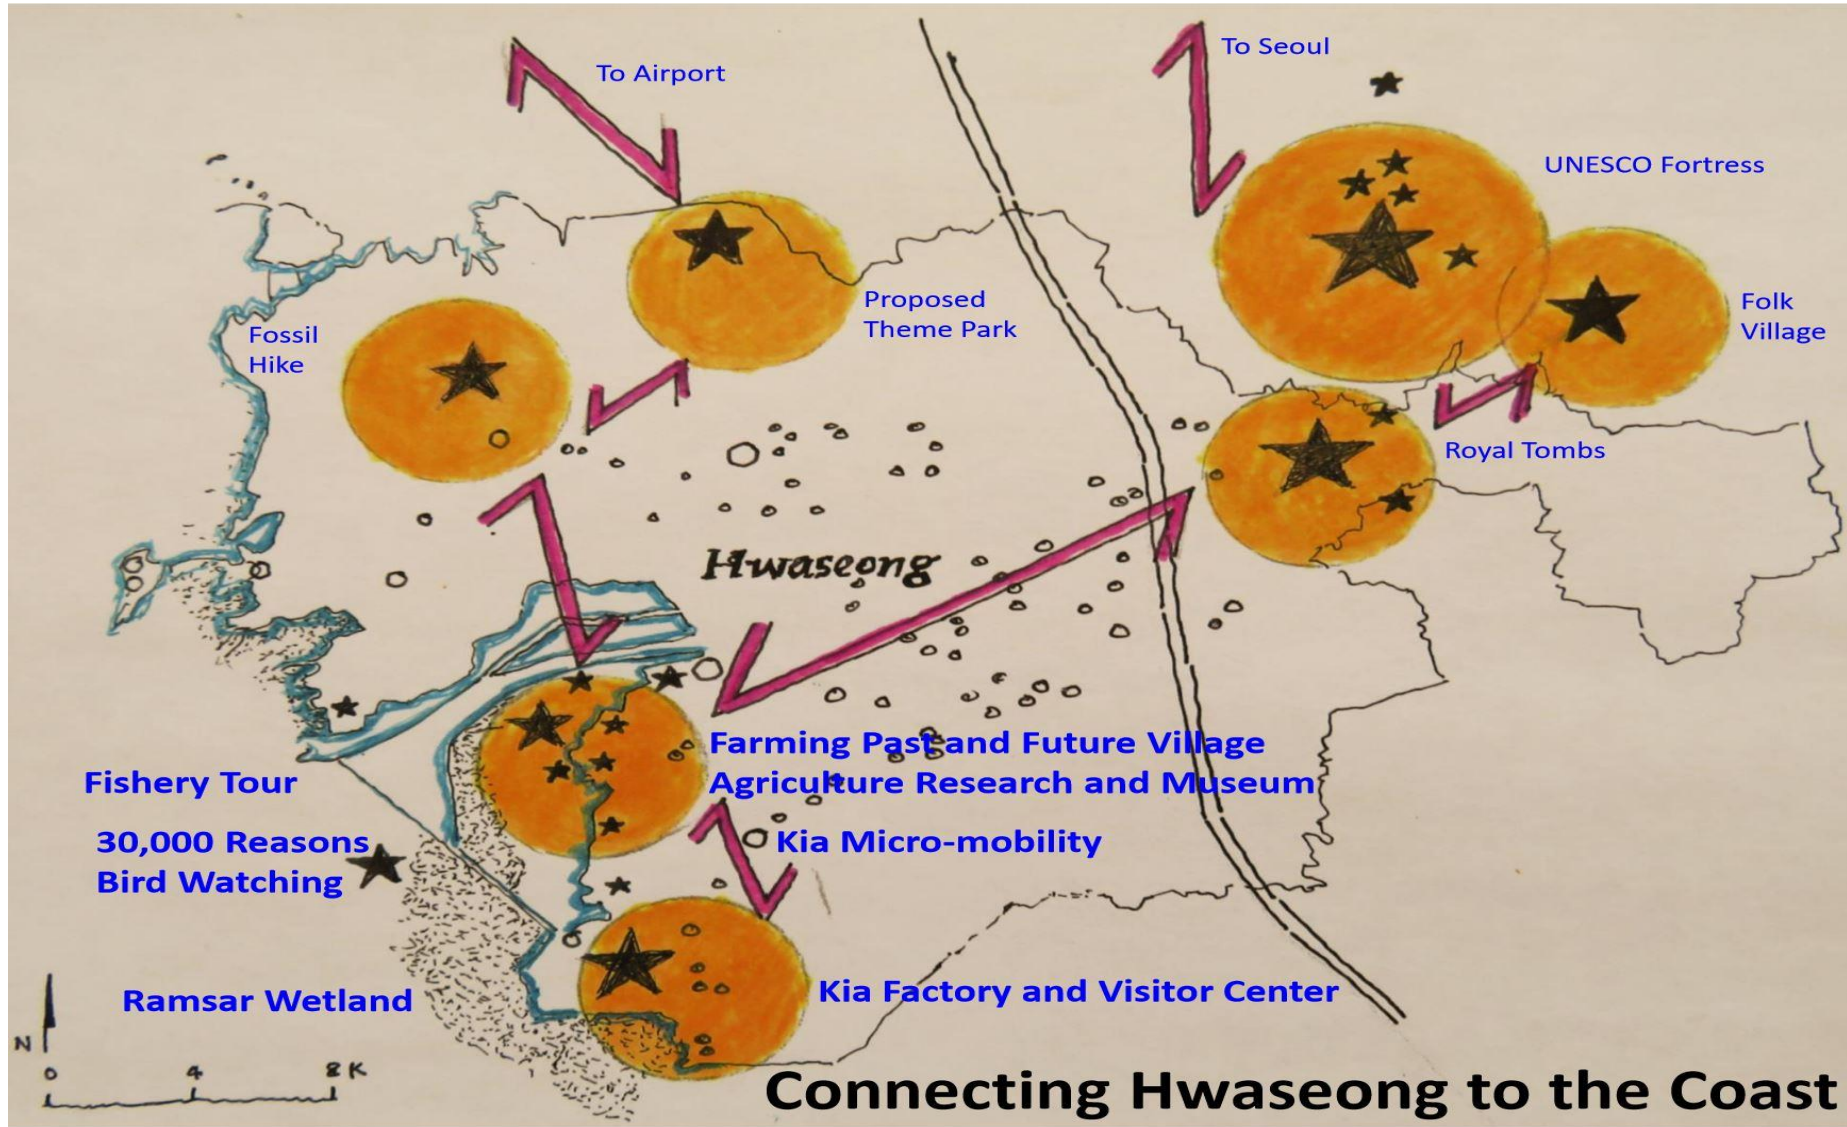 To Airport
To Seoul
UNESCO Fortress
Proposed
Theme Park
Fossil
Hike
Folk
Village
Royal Tombs
Hwaseong
Farming Past and Future Village
Agriculture Research and Museum
Fishery Tour
30,000 Reasons
Bird Watching
Kia Micro-mobility
Ramsar Wetland
Kia Factory and Visitor Center
N
0 4 8 K
Connecting Hwaseong to the Coast